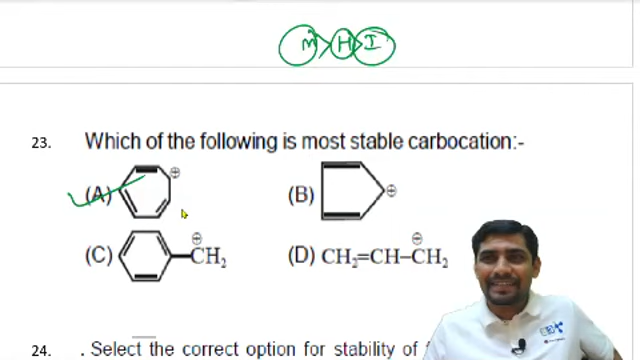 M > H > I
23. Which of the following is most stable carbocation:-
(A) ⊕ (B) ⊕
(C) ⊕CH₂ (D) CH₂=CH–⊕CH₂
24. . Select the correct option for stability of